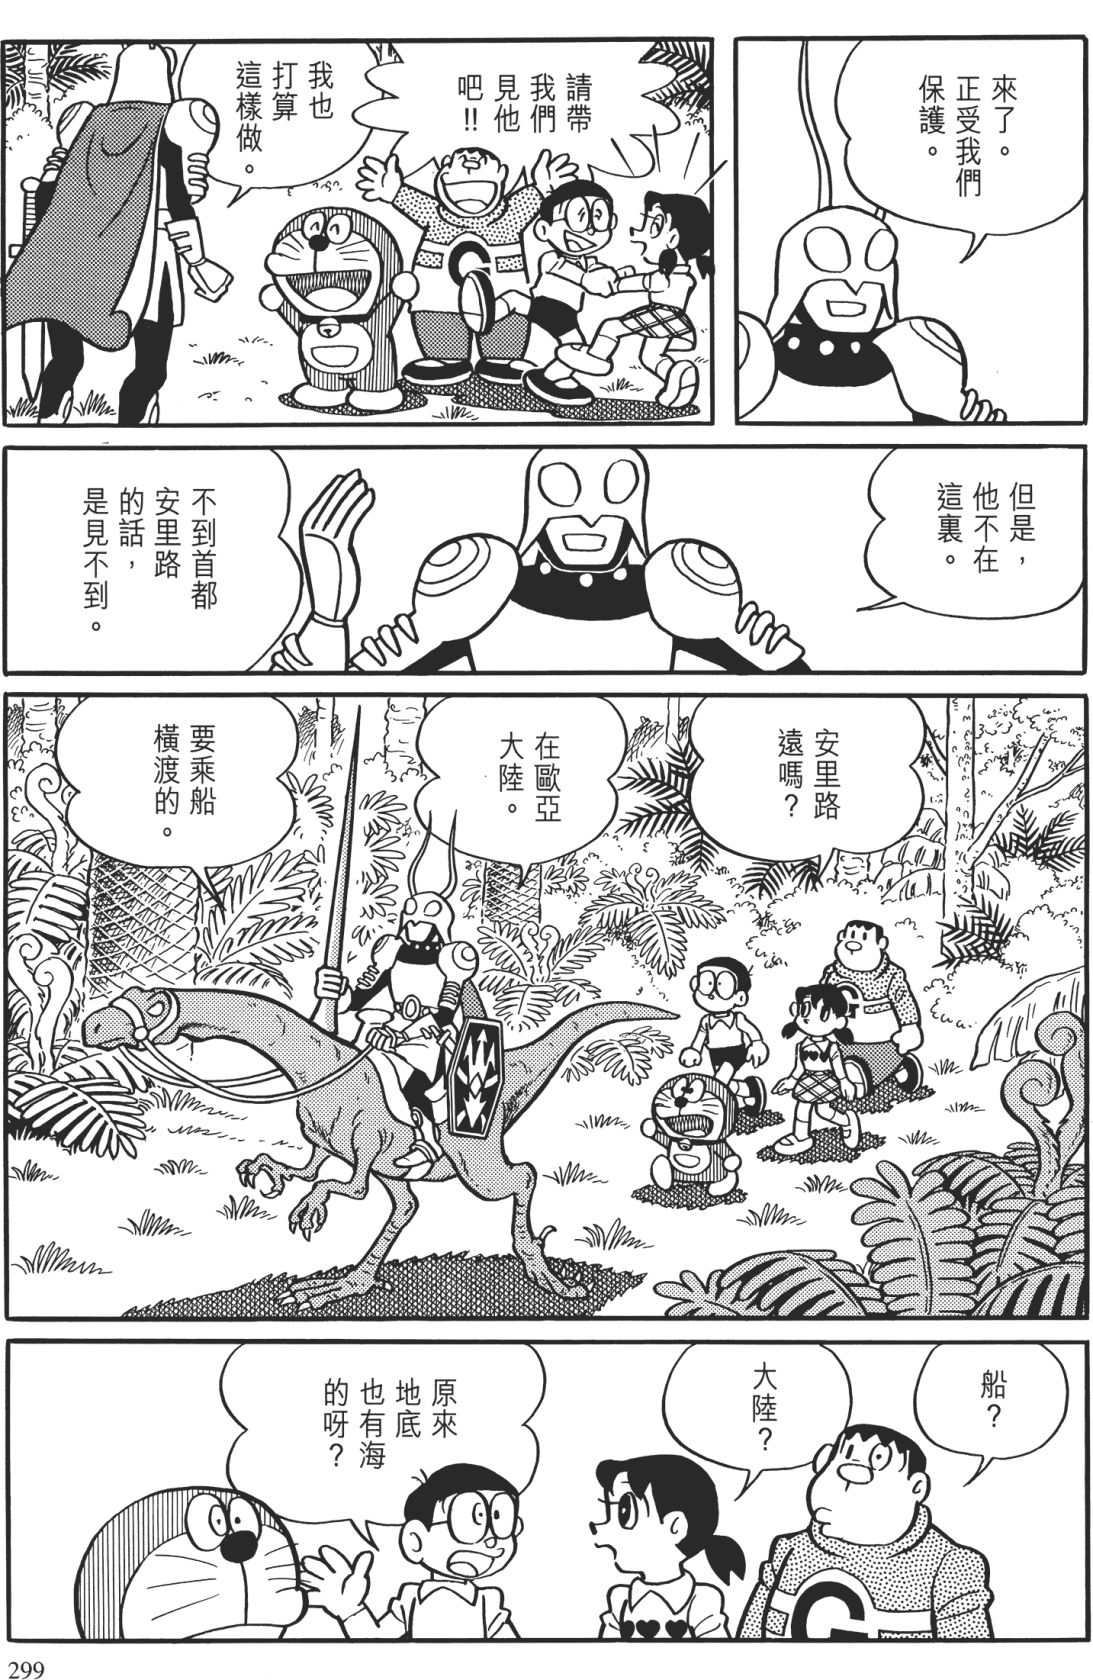 來了。
正受我們
保護。
請帶
我們
見他
吧!!
我也
打算
這樣做。
但是，
他不在
這裏。
不到首都
安里路
的話，
是見不到。
安里路
遠嗎？
在歐亞
大陸。
要乘船
橫渡的。
船？
大陸？
原來
地底
也有海
的呀？
299